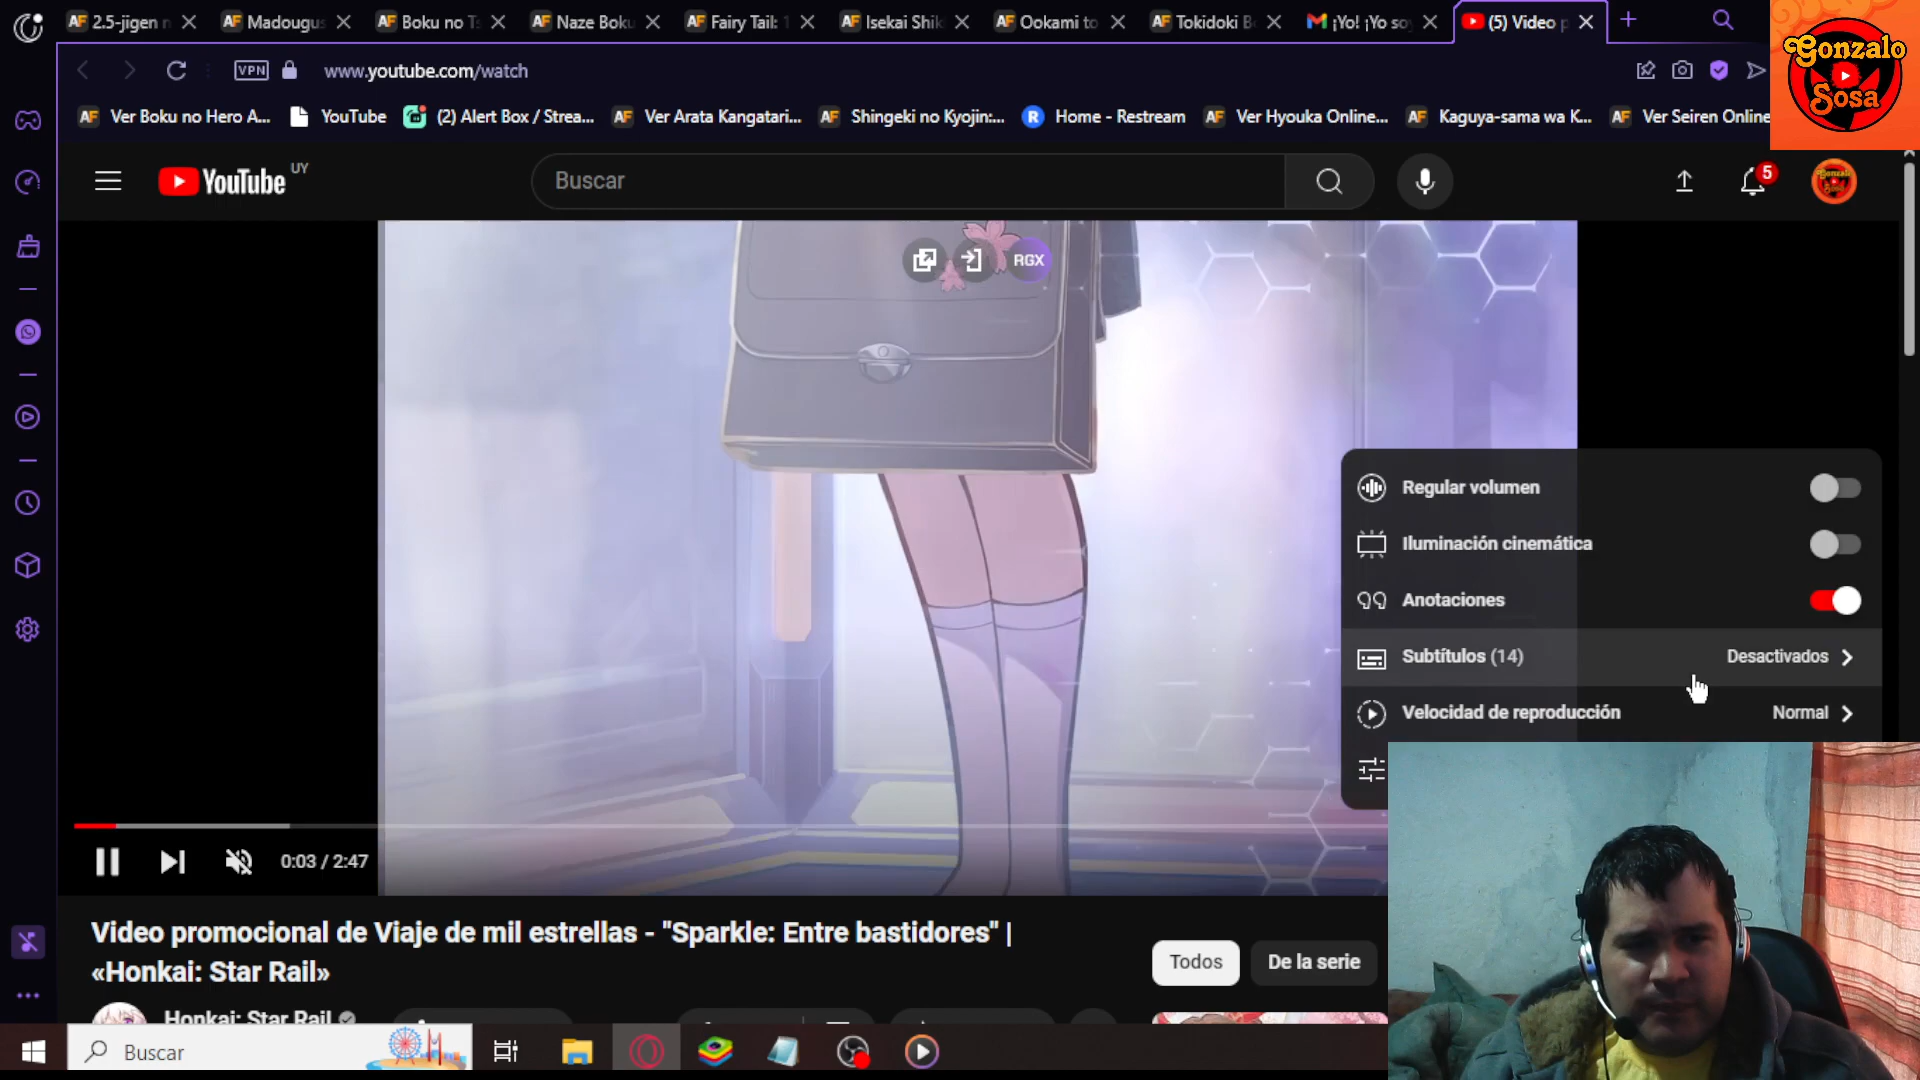 2.5-jigen n
Madougus
Boku no Ts
Naze Boku
Fairy Tail: 1
Isekai Shik
Ookami to
Tokidoki B
¡Yo! ¡Yo so
(5) Video p
VPN
www.youtube.com/watch
Ver Boku no Hero A...
YouTube
(2) Alert Box / Strea...
Ver Arata Kangatari...
Shingeki no Kyojin:...
Home - Restream
Ver Hyouka Online...
Kaguya-sama wa K...
Ver Seiren Online
Gonzalo
Sosa
YouTube UY
Buscar
5
RGX
Regular volumen
Iluminación cinemática
Anotaciones
Subtítulos (14) Desactivados
Velocidad de reproducción Normal
0:03 / 2:47
Video promocional de Viaje de mil estrellas - "Sparkle: Entre bastidores" |
«Honkai: Star Rail»
Todos
De la serie
Honkai: Star Rail
Buscar